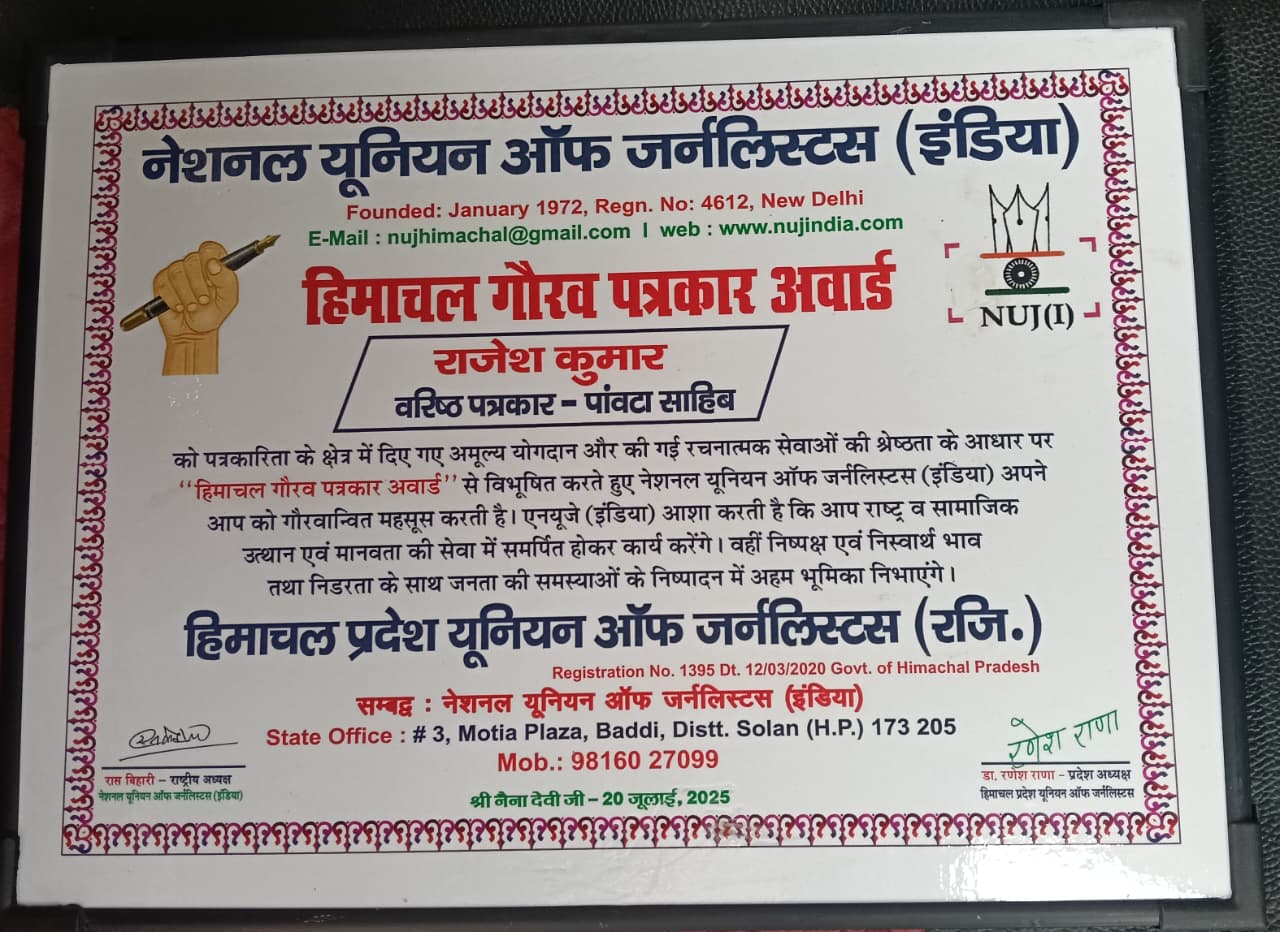 नेशनल यूनियन ऑफ जर्नलिस्टस (इंडिया)
Founded: January 1972, Regn. No: 4612, New Delhi
E-Mail : nujhimachal@gmail.com I web : www.nujindia.com
NUJ(I)
हिमाचल गौरव पत्रकार अवार्ड
राजेश कुमार
वरिष्ठ पत्रकार – पांवटा साहिब
को पत्रकारिता के क्षेत्र में दिए गए अमूल्य योगदान और की गई रचनात्मक सेवाओं की श्रेष्ठता के आधार पर
‘‘हिमाचल गौरव पत्रकार अवार्ड’’ से विभूषित करते हुए नेशनल यूनियन ऑफ जर्नलिस्टस (इंडिया) अपने
आप को गौरवान्वित महसूस करती है। एनयूजे (इंडिया) आशा करती है कि आप राष्ट्र व सामाजिक
उत्थान एवं मानवता की सेवा में समर्पित होकर कार्य करेंगे। वहीं निष्पक्ष एवं निस्वार्थ भाव
तथा निडरता के साथ जनता की समस्याओं के निष्पादन में अहम भूमिका निभाएंगे।
हिमाचल प्रदेश यूनियन ऑफ जर्नलिस्टस (रजि.)
Registration No. 1395 Dt. 12/03/2020 Govt. of Himachal Pradesh
सम्बद्व : नेशनल यूनियन ऑफ जर्नलिस्टस (इंडिया)
State Office : # 3, Motia Plaza, Baddi, Distt. Solan (H.P.) 173 205
Mob.: 98160 27099
श्री नैना देवी जी – 20 जूलाई, 2025
रास बिहारी – राष्ट्रीय अध्यक्ष
नेशनल यूनियन ऑफ जर्नलिस्टस (इंडिया)
रणेश राणा
डा. रणेश राणा - प्रदेश अध्यक्ष
हिमाचल प्रदेश यूनियन ऑफ जर्नलिस्टस